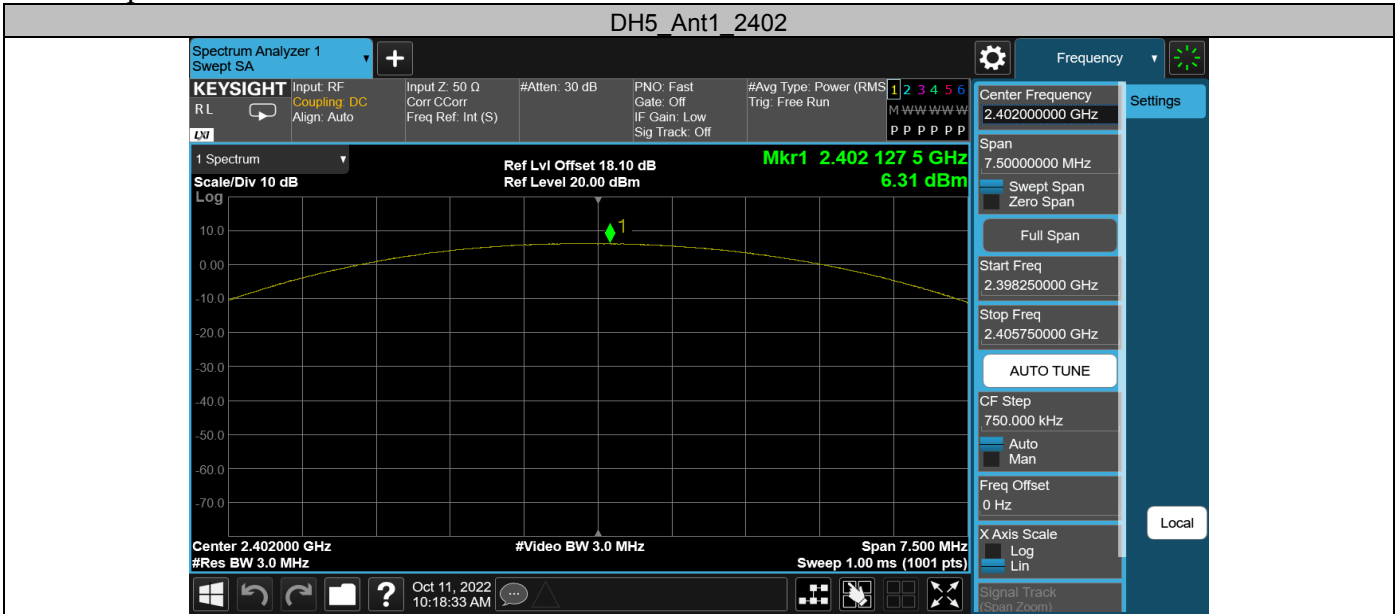 DH5_Ant1_2402
Spectrum Analyzer 1
Swept SA
+
Frequency
KEYSIGHT
RL
LXI
Input: RF
Coupling: DC
Align: Auto
Input Z: 50 Ω
Corr CCorr
Freq Ref: Int (S)
#Atten: 30 dB
PNO: Fast
Gate: Off
IF Gain: Low
Sig Track: Off
#Avg Type: Power (RMS
Trig: Free Run
1 2 3 4 5 6
M W W W W W
P P P P P P
1 Spectrum
Scale/Div 10 dB
Ref Lvl Offset 18.10 dB
Ref Level 20.00 dBm
Mkr1 2.402 127 5 GHz
6.31 dBm
Log
1
10.0
0.00
-10.0
-20.0
-30.0
-40.0
-50.0
-60.0
-70.0
Center 2.402000 GHz
#Res BW 3.0 MHz
#Video BW 3.0 MHz
Span 7.500 MHz
Sweep 1.00 ms (1001 pts)
Center Frequency
2.402000000 GHz
Settings
Span
7.50000000 MHz
Swept Span
Zero Span
Full Span
Start Freq
2.398250000 GHz
Stop Freq
2.405750000 GHz
AUTO TUNE
CF Step
750.000 kHz
Auto
Man
Freq Offset
0 Hz
X Axis Scale
Log
Lin
Local
Signal Track
(Span Zoom)
?
Oct 11, 2022
10:18:33 AM